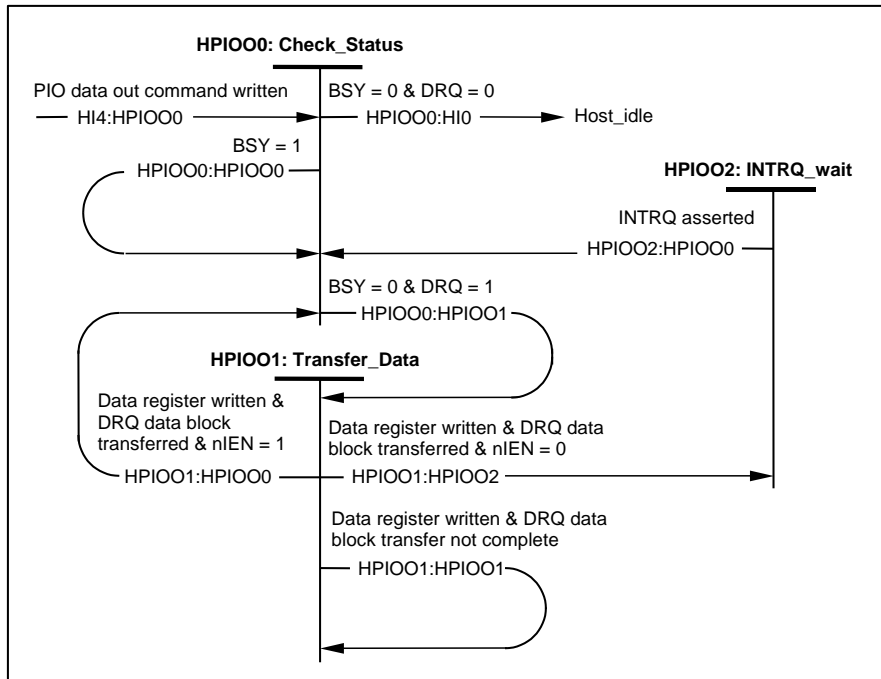 HPIOO0: Check_Status
PIO data out command written
BSY = 0 & DRQ = 0
HI4:HPIOO0
HPIOO0:HI0
Host_idle
BSY = 1
HPIOO0:HPIOO0
HPIOO2: INTRQ_wait
INTRQ asserted
HPIOO2:HPIOO0
BSY = 0 & DRQ = 1
HPIOO0:HPIOO1
HPIOO1: Transfer_Data
Data register written &
DRQ data block
transferred & nIEN = 1
Data register written & DRQ data
block transferred & nIEN = 0
HPIOO1:HPIOO0
HPIOO1:HPIOO2
Data register written & DRQ data
block transfer not complete
HPIOO1:HPIOO1